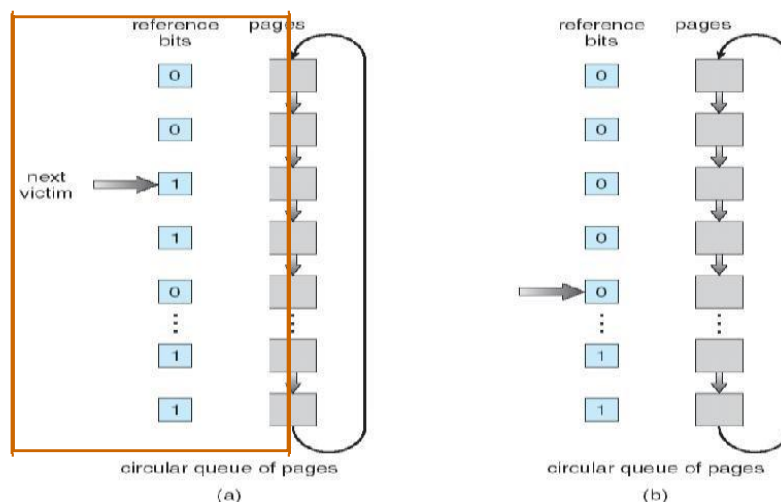 reference bits
pages
0
0
next victim
1
1
0
1
1
circular queue of pages
(a)
reference bits
pages
0
0
0
0
0
1
1
circular queue of pages
(b)